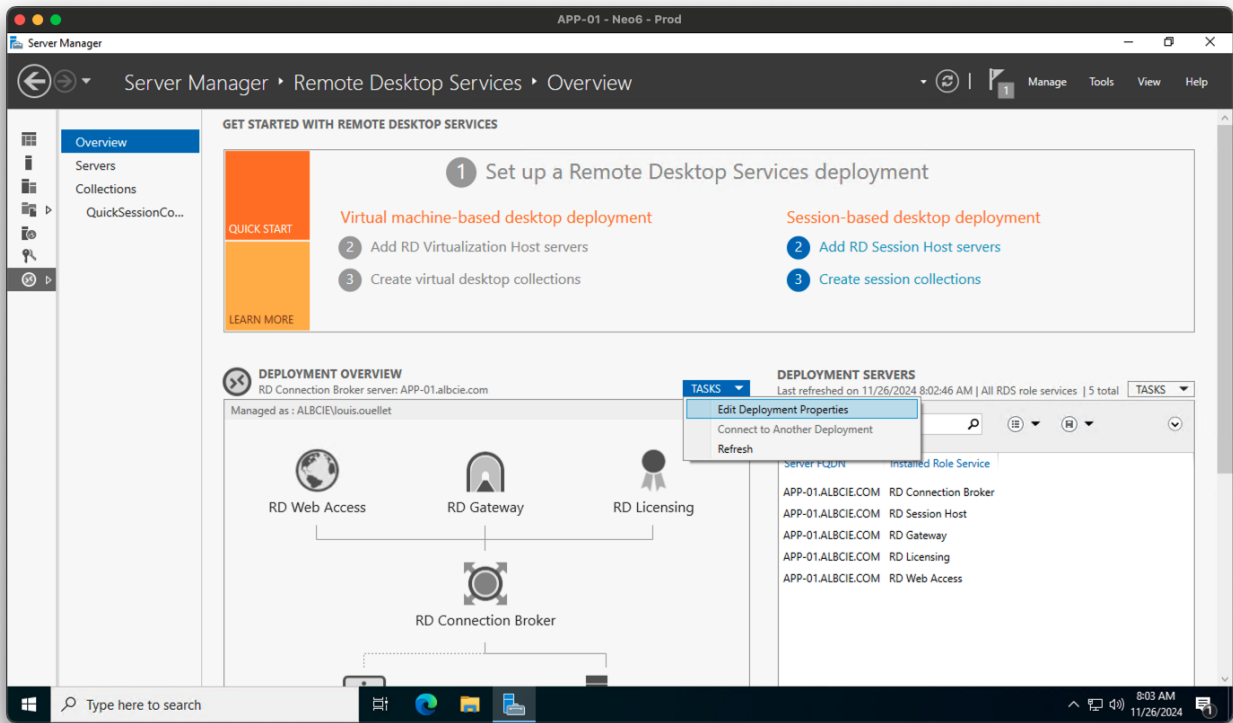 APP-01 - Neo6 - Prod
Server Manager
Server Manager ‣ Remote Desktop Services ‣ Overview
1
Manage
Tools
View
Help
Overview
Servers
Collections
QuickSessionCo...
GET STARTED WITH REMOTE DESKTOP SERVICES
QUICK START
LEARN MORE
1 Set up a Remote Desktop Services deployment
Virtual machine-based desktop deployment
2 Add RD Virtualization Host servers
3 Create virtual desktop collections
Session-based desktop deployment
2 Add RD Session Host servers
3 Create session collections
DEPLOYMENT OVERVIEW
RD Connection Broker server: APP-01.albcie.com
TASKS
Managed as : ALBCIE\louis.ouellet
Edit Deployment Properties
Connect to Another Deployment
Refresh
RD Web Access
RD Gateway
RD Licensing
RD Connection Broker
DEPLOYMENT SERVERS
Last refreshed on 11/26/2024 8:02:46 AM | All RDS role services | 5 total
TASKS
Server FQDN Installed Role Service
APP-01.ALBCIE.COM RD Connection Broker
APP-01.ALBCIE.COM RD Session Host
APP-01.ALBCIE.COM RD Gateway
APP-01.ALBCIE.COM RD Licensing
APP-01.ALBCIE.COM RD Web Access
Type here to search
8:03 AM
11/26/2024
1